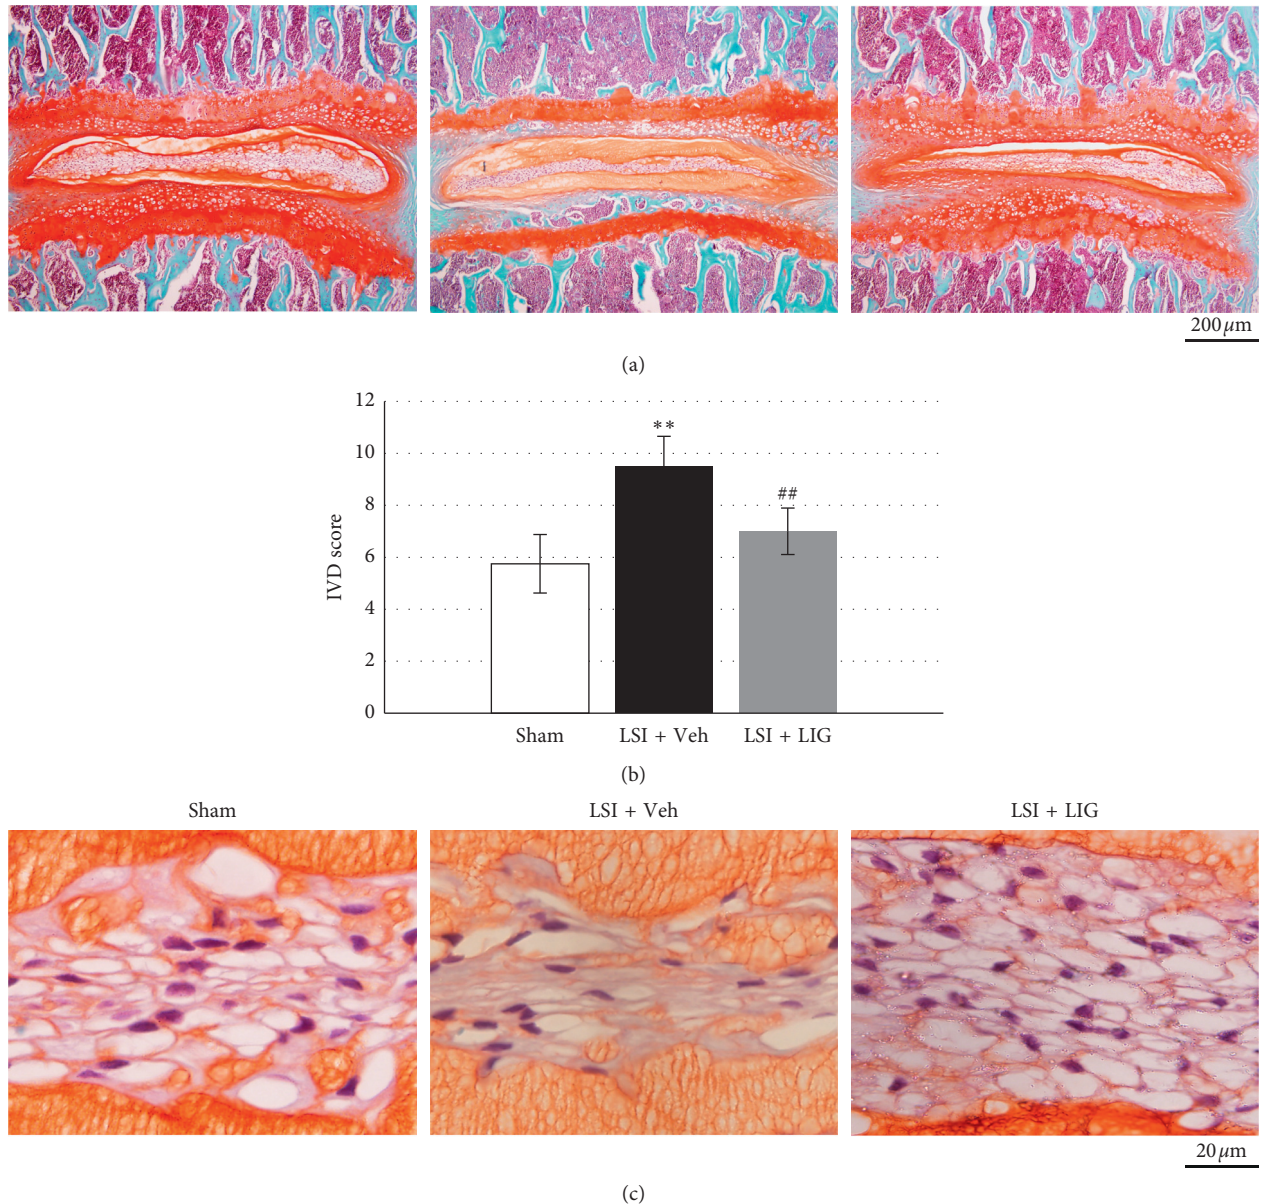 200 μm
(a)
12
10
8
6
4
2
0
IVD score
**
##
Sham
LSI + Veh
LSI + LIG
(b)
Sham
LSI + Veh
LSI + LIG
20 μm
(c)